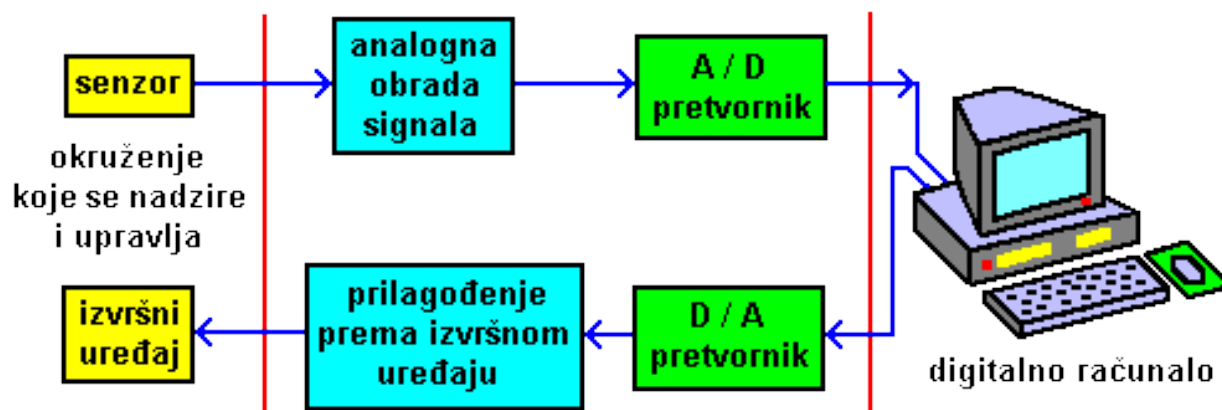 senzor
analogna
obrada
signala
A / D
pretvornik
okruženje
koje se nadzire
i upravlja
izvršni
uređaj
prilagođenje
prema izvršnom
uređaju
D / A
pretvornik
digitalno računalo